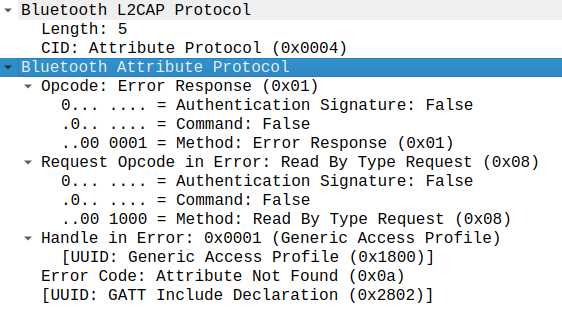 Bluetooth L2CAP Protocol
Length: 5
CID: Attribute Protocol (0x0004)
Bluetooth Attribute Protocol
Opcode: Error Response (0x01)
0... .... = Authentication Signature: False
.0.. .... = Command: False
..00 0001 = Method: Error Response (0x01)
Request Opcode in Error: Read By Type Request (0x08)
0... .... = Authentication Signature: False
.0.. .... = Command: False
..00 1000 = Method: Read By Type Request (0x08)
Handle in Error: 0x0001 (Generic Access Profile)
[UUID: Generic Access Profile (0x1800)]
Error Code: Attribute Not Found (0x0a)
[UUID: GATT Include Declaration (0x2802)]